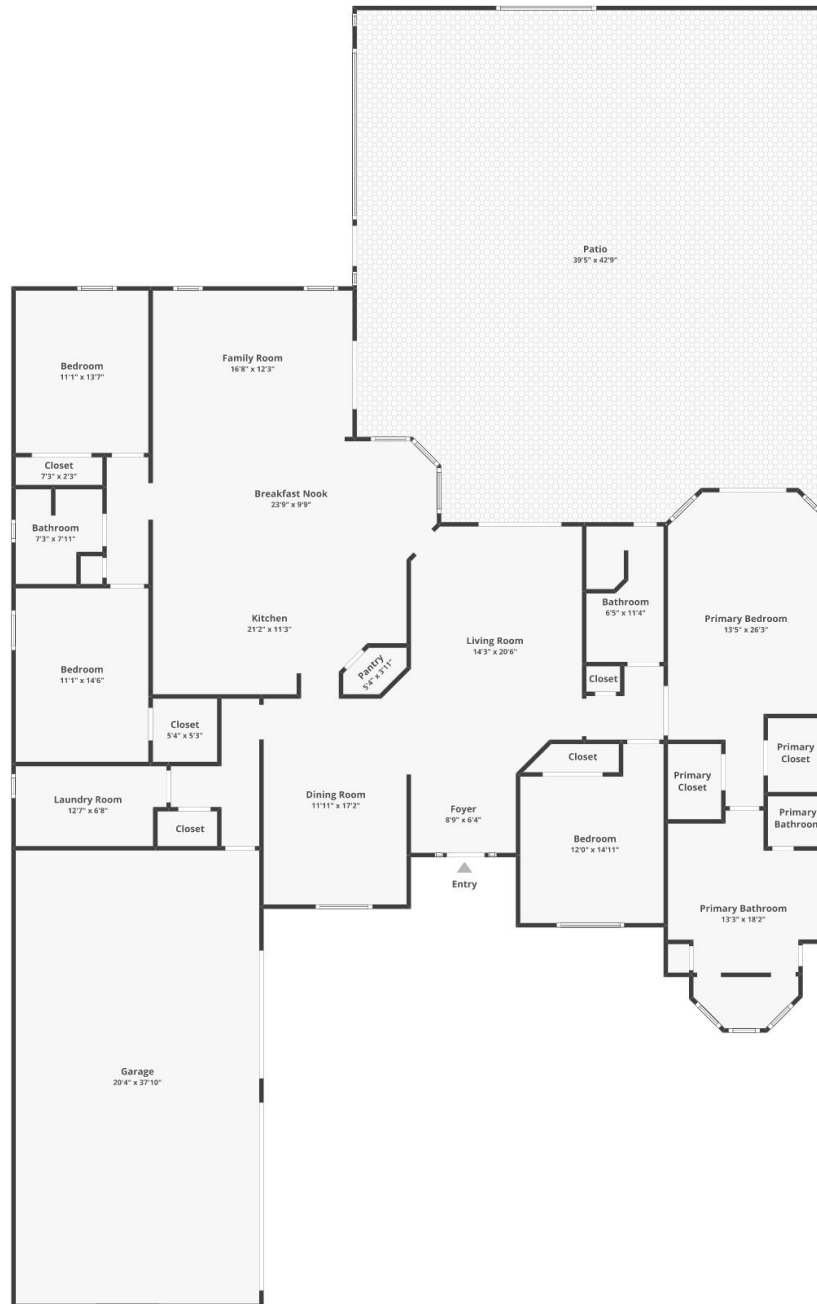 Patio
39'5" x 42'9"
Bedroom
11'1" x 13'7"
Family Room
16'8" x 12'3"
Closet
7'3" x 2'3"
Breakfast Nook
23'9" x 9'9"
Bathroom
7'3" x 7'11"
Bathroom
6'5" x 11'4"
Kitchen
21'2" x 11'3"
Primary Bedroom
13'5" x 26'3"
Living Room
14'3" x 20'6"
Bedroom
11'1" x 14'6"
Pantry
5'4" x 3'11"
Closet
Closet
5'4" x 5'3"
Closet
Primary
Closet
Primary
Closet
Laundry Room
12'7" x 6'8"
Dining Room
11'11" x 17'2"
Foyer
8'9" x 6'4"
Primary
Bathroom
Closet
Bedroom
12'0" x 14'11"
Entry
Primary Bathroom
13'3" x 18'2"
Garage
20'4" x 37'10"